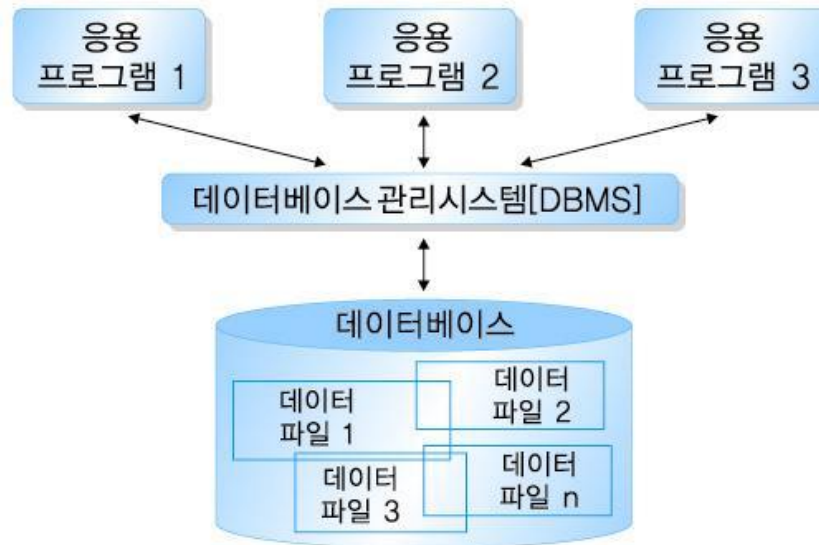 응용
프로그램 1
응용
프로그램 2
응용
프로그램 3
데이터베이스 관리시스템[DBMS]
데이터베이스
데이터
파일 1
데이터
파일 2
데이터
파일 3
데이터
파일 n